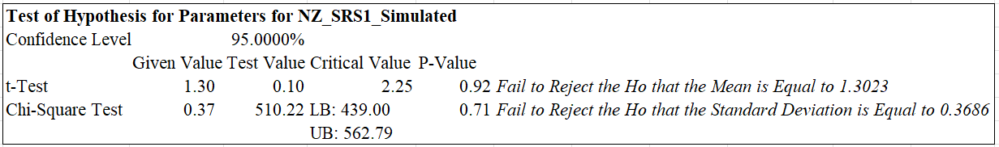 Test of Hypothesis for Parameters for NZ_SRS1_Simulated
Confidence Level 95.0000%
Given Value Test Value Critical Value P-Value
t-Test 1.30 0.10 2.25 0.92 Fail to Reject the Ho that the Mean is Equal to 1.3023
Chi-Square Test 0.37 510.22 LB: 439.00 0.71 Fail to Reject the Ho that the Standard Deviation is Equal to 0.3686
UB: 562.79